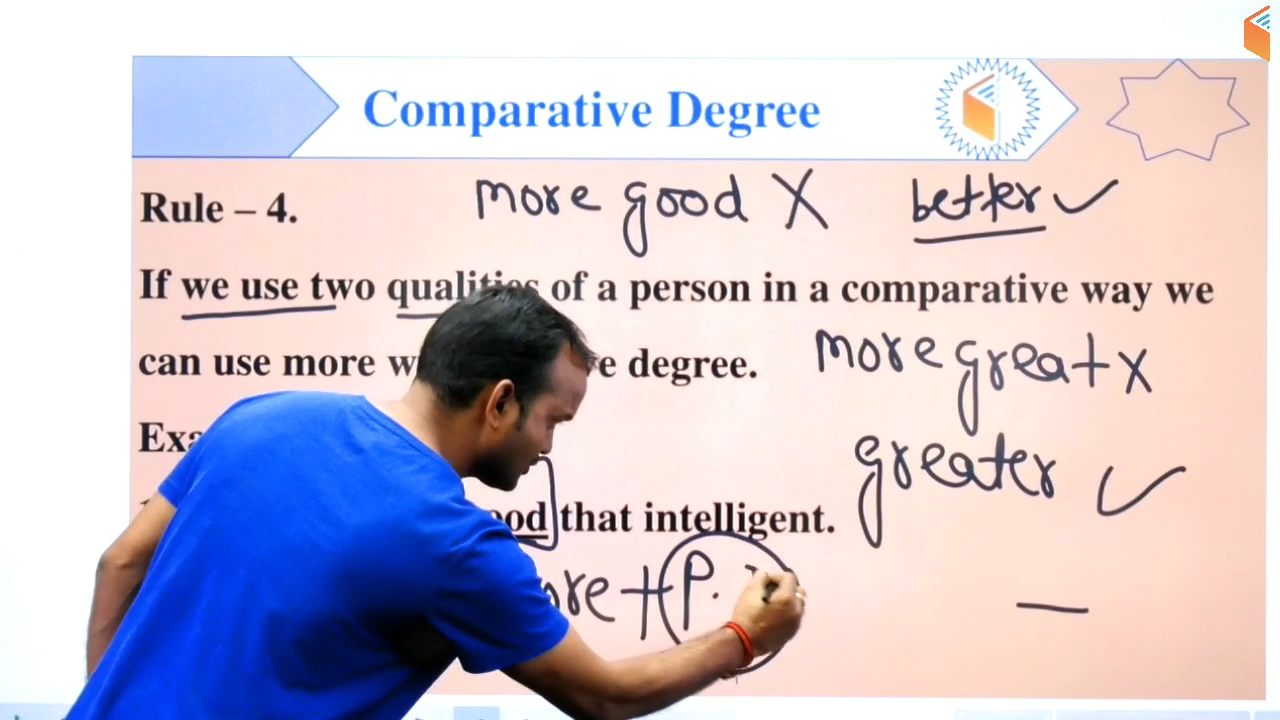 Comparative Degree
Rule – 4. more good X better ✓
If we use two qualities of a person in a comparative way we
can use more e degree. more great x
Exa
greater ✓
ood that intelligent.
ore + P.